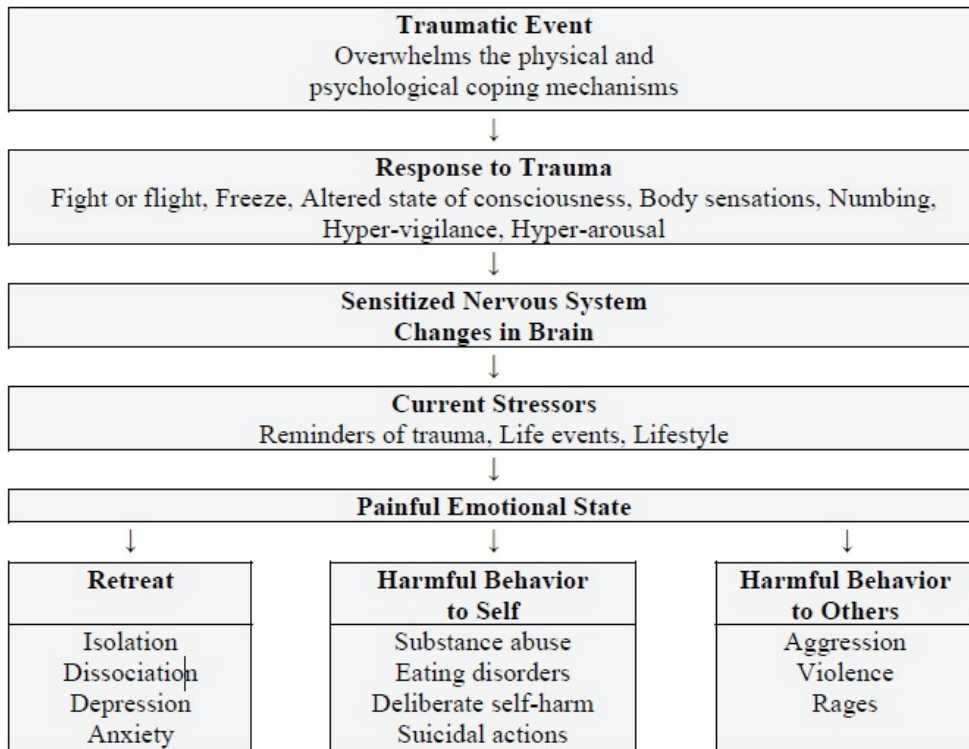 Traumatic Event
Overwhelms the physical and
psychological coping mechanisms
↓
Response to Trauma
Fight or flight, Freeze, Altered state of consciousness, Body sensations, Numbing,
Hyper-vigilance, Hyper-arousal
↓
Sensitized Nervous System
Changes in Brain
↓
Current Stressors
Reminders of trauma, Life events, Lifestyle
↓
Painful Emotional State
↓ ↓ ↓
Retreat
Isolation
Dissociation
Depression
Anxiety
Harmful Behavior
to Self
Substance abuse
Eating disorders
Deliberate self-harm
Suicidal actions
Harmful Behavior
to Others
Aggression
Violence
Rages